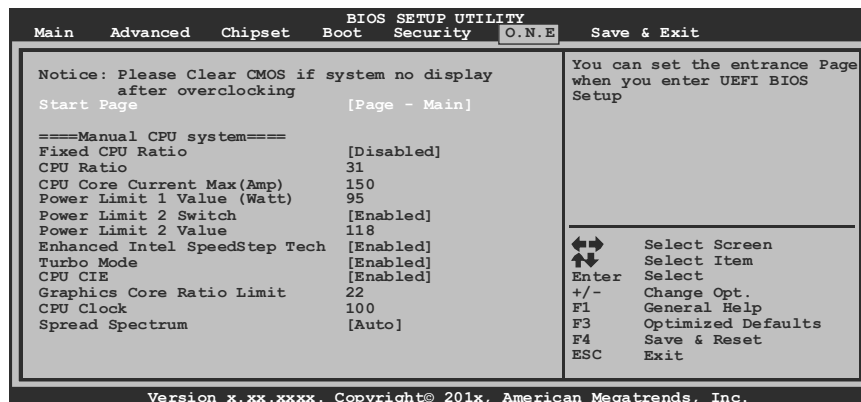 BIOS SETUP UTILITY
Main Advanced Chipset Boot Security O.N.E Save & Exit
Notice: Please Clear CMOS if system no display
after overclocking
Start Page [Page - Main]
====Manual CPU system====
Fixed CPU Ratio [Disabled]
CPU Ratio 31
CPU Core Current Max(Amp) 150
Power Limit 1 Value (Watt) 95
Power Limit 2 Switch [Enabled]
Power Limit 2 Value 118
Enhanced Intel SpeedStep Tech [Enabled]
Turbo Mode [Enabled]
CPU CIE [Enabled]
Graphics Core Ratio Limit 22
CPU Clock 100
Spread Spectrum [Auto]
You can set the entrance Page
when you enter UEFI BIOS
Setup
Select Screen
Select Item
Enter Select
+/- Change Opt.
F1 General Help
F3 Optimized Defaults
F4 Save & Reset
ESC Exit
Version x.xx.xxxx. Copyright© 201x, American Megatrends, Inc.